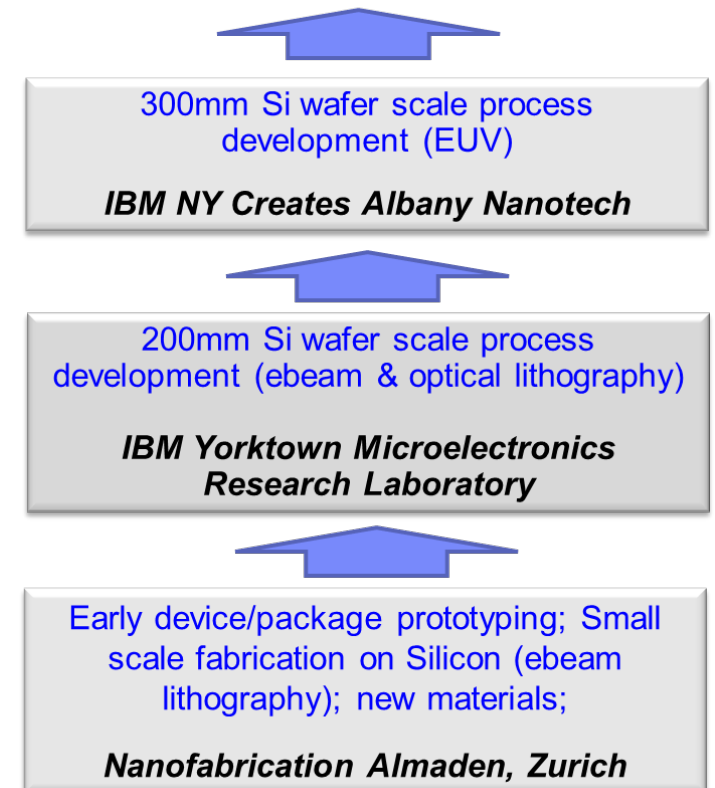 300mm Si wafer scale process
development (EUV)
IBM NY Creates Albany Nanotech
200mm Si wafer scale process
development (ebeam & optical lithography)
IBM Yorktown Microelectronics
Research Laboratory
Early device/package prototyping; Small
scale fabrication on Silicon (ebeam
lithography); new materials;
Nanofabrication Almaden, Zurich